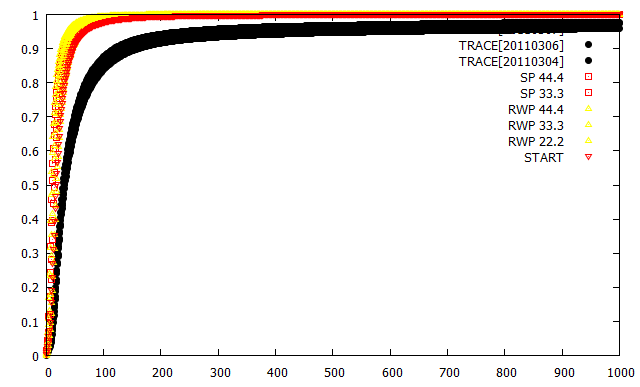 1
0.9
0.8
0.7
0.6
0.5
0.4
0.3
0.2
0.1
0
0 100 200 300 400 500 600 700 800 900 1000
TRACE[20110306]
TRACE[20110304]
SP 44.4
SP 33.3
RWP 44.4
RWP 33.3
RWP 22.2
START